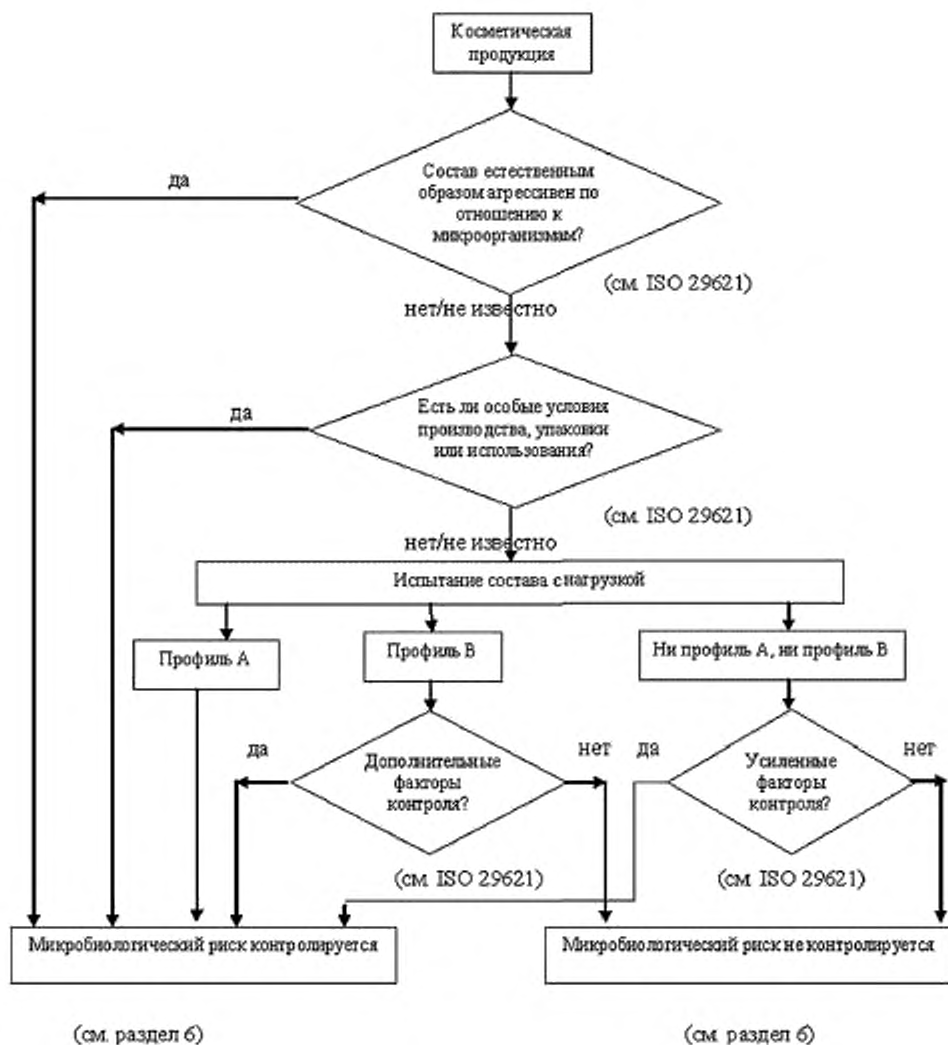 Косметическая
продукция
Состав естественным
образом агрессивен по
отношению к
микроорганизмам?
да
(см. ISO 29621)
нет/не известно
Есть ли особые условия
производства, упаковки
или использования?
да
(см. ISO 29621)
нет/не известно
Испытание состава с нагрузкой
Профиль А
Профиль В
Ни профиль А, ни профиль В
да
Дополнительные
факторы
контроля?
нет
да
Усиленные
факторы
контроля?
нет
(см. ISO 29621)
(см. ISO 29621)
Микробиологический риск контролируется
Микробиологический риск не контролируется
(см. раздел 6)
(см. раздел 6)